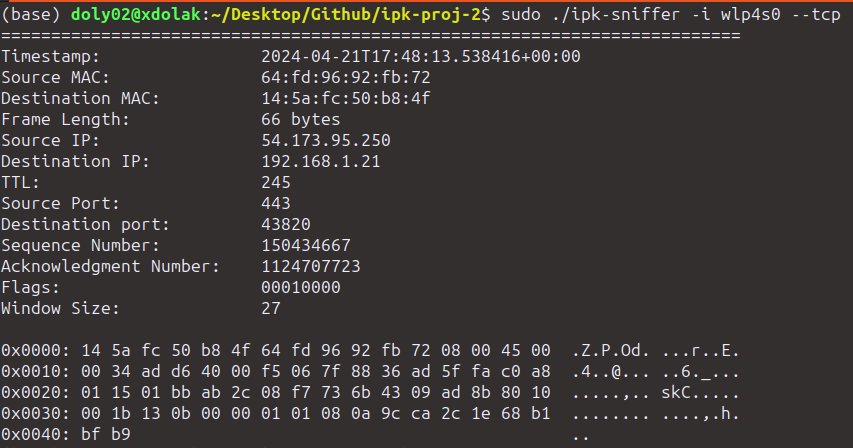 (base) doly02@xdolak:~/Desktop/Github/ipk-proj-2$ sudo ./ipk-sniffer -i wlp4s0 --tcp
==========================================================================
Timestamp: 2024-04-21T17:48:13.538416+00:00
Source MAC: 64:fd:96:92:fb:72
Destination MAC: 14:5a:fc:50:b8:4f
Frame Length: 66 bytes
Source IP: 54.173.95.250
Destination IP: 192.168.1.21
TTL: 245
Source Port: 443
Destination port: 43820
Sequence Number: 150434667
Acknowledgment Number: 1124707723
Flags: 00010000
Window Size: 27

0x0000: 14 5a fc 50 b8 4f 64 fd 96 92 fb 72 08 00 45 00 .Z.P.Od. ...r..E.
0x0010: 00 34 ad d6 40 00 f5 06 7f 88 36 ad 5f fa c0 a8 .4..@... ..6._...
0x0020: 01 15 01 bb ab 2c 08 f7 73 6b 43 09 ad 8b 80 10 .....,.. skC.....
0x0030: 00 1b 13 0b 00 00 01 01 08 0a 9c ca 2c 1e 68 b1 ........ ....,.h.
0x0040: bf b9 ..